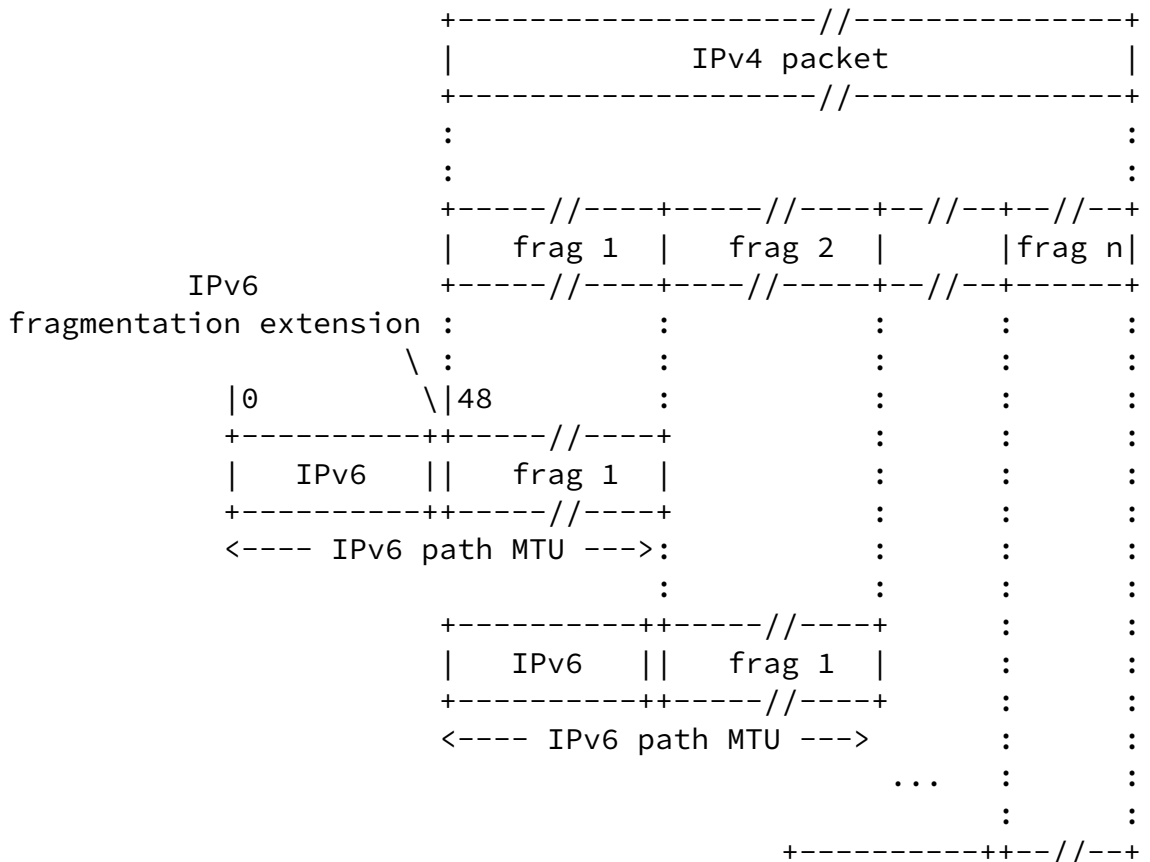 +--------------------//---------------+
|             IPv4 packet             |
+--------------------//---------------+
:                                     :
:                                     :
+-----//----+-----//----+--//--+--//--+
|   frag 1  |   frag 2  |      |frag n|
IPv6          +-----//----+----//-----+--//--+------+
fragmentation extension :           :           :      :      :
\ :           :           :      :      :
|0          \|48         :           :      :      :
+----------++-----//----+           :      :      :
|   IPv6   ||   frag 1  |           :      :      :
+----------++-----//----+           :      :      :
<---- IPv6 path MTU --->:           :      :      :
:           :      :      :
+----------++-----//----+      :      :
|   IPv6   ||   frag 1  |      :      :
+----------++-----//----+      :      :
<---- IPv6 path MTU --->       :      :
...   :      :
:      :
+----------++--//--+